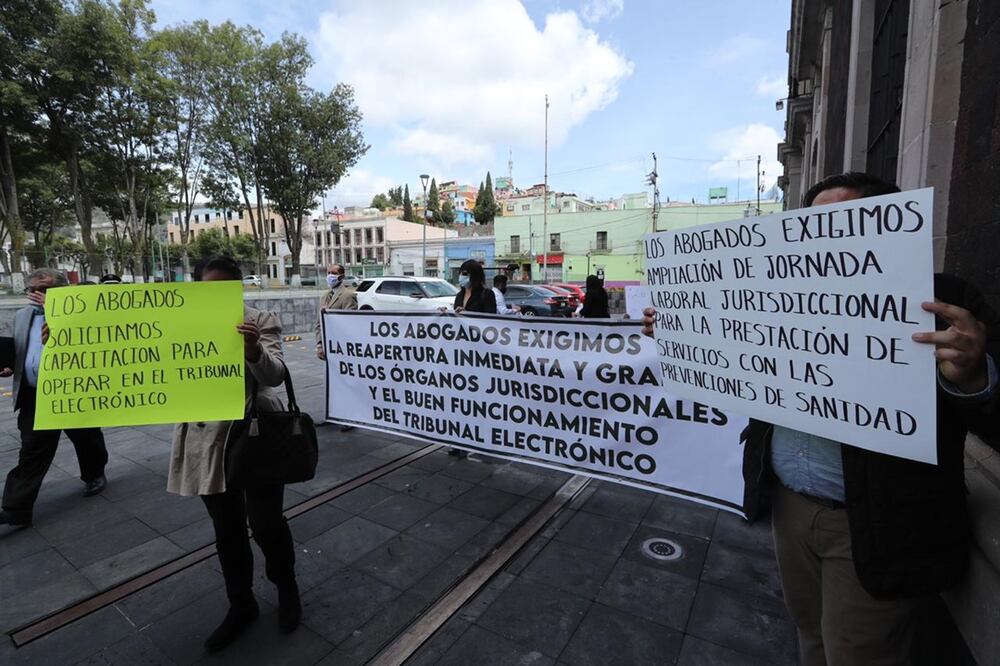 LOS ABOGADOS
SOLICITAMOS
CAPACITACION PARA
OPERAR EN EL TRIBUNAL
ELECTRÓNICO
LOS ABOGADOS EXIGIMOS
LA REAPERTURA INMEDIATA Y
DE LOS ÓRGANOS JURISDICCIONALES
Y EL BUEN FUNCIONAMIENTO
DEL TRIBUNAL ELECTRÓNICO.
LOS ABOGADOS EXIGIMOS
AMPLIACIÓN DE JORNADA
LABORAL JURISDICCIONAL
PARA LA PRESTACIÓN DE
SERVICIOS CON LAS
PREVENCIONES DE SANIDAD